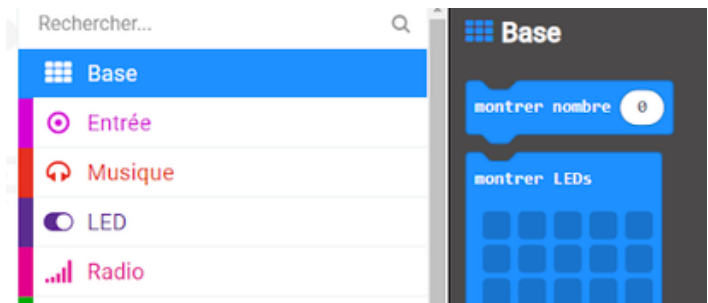 Rechercher...
Base
Entrée
Musique
LED
Radio
Base
montrer nombre 0
montrer LEDs